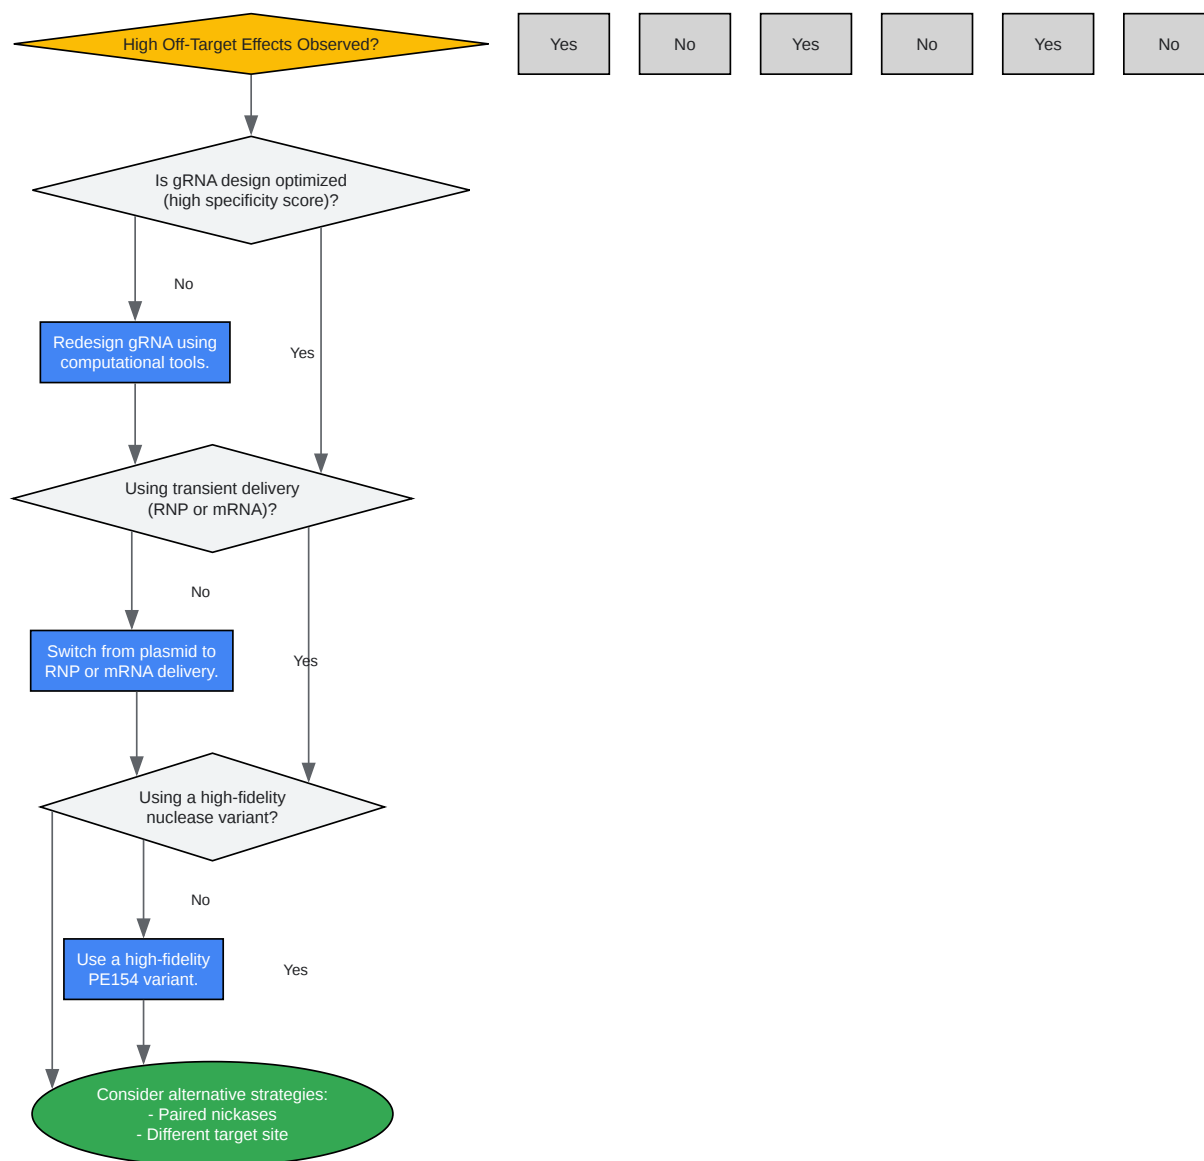 High Off-Target Effects Observed?
Yes
No
Yes
No
Yes
No
Is gRNA design optimized
(high specificity score)?
No
Redesign gRNA using
computational tools.
Yes
Using transient delivery
(RNP or mRNA)?
No
Switch from plasmid to
RNP or mRNA delivery.
Yes
Using a high-fidelity
nuclease variant?
No
Use a high-fidelity
PE154 variant.
Yes
Consider alternative strategies:
- Paired nickases
- Different target site